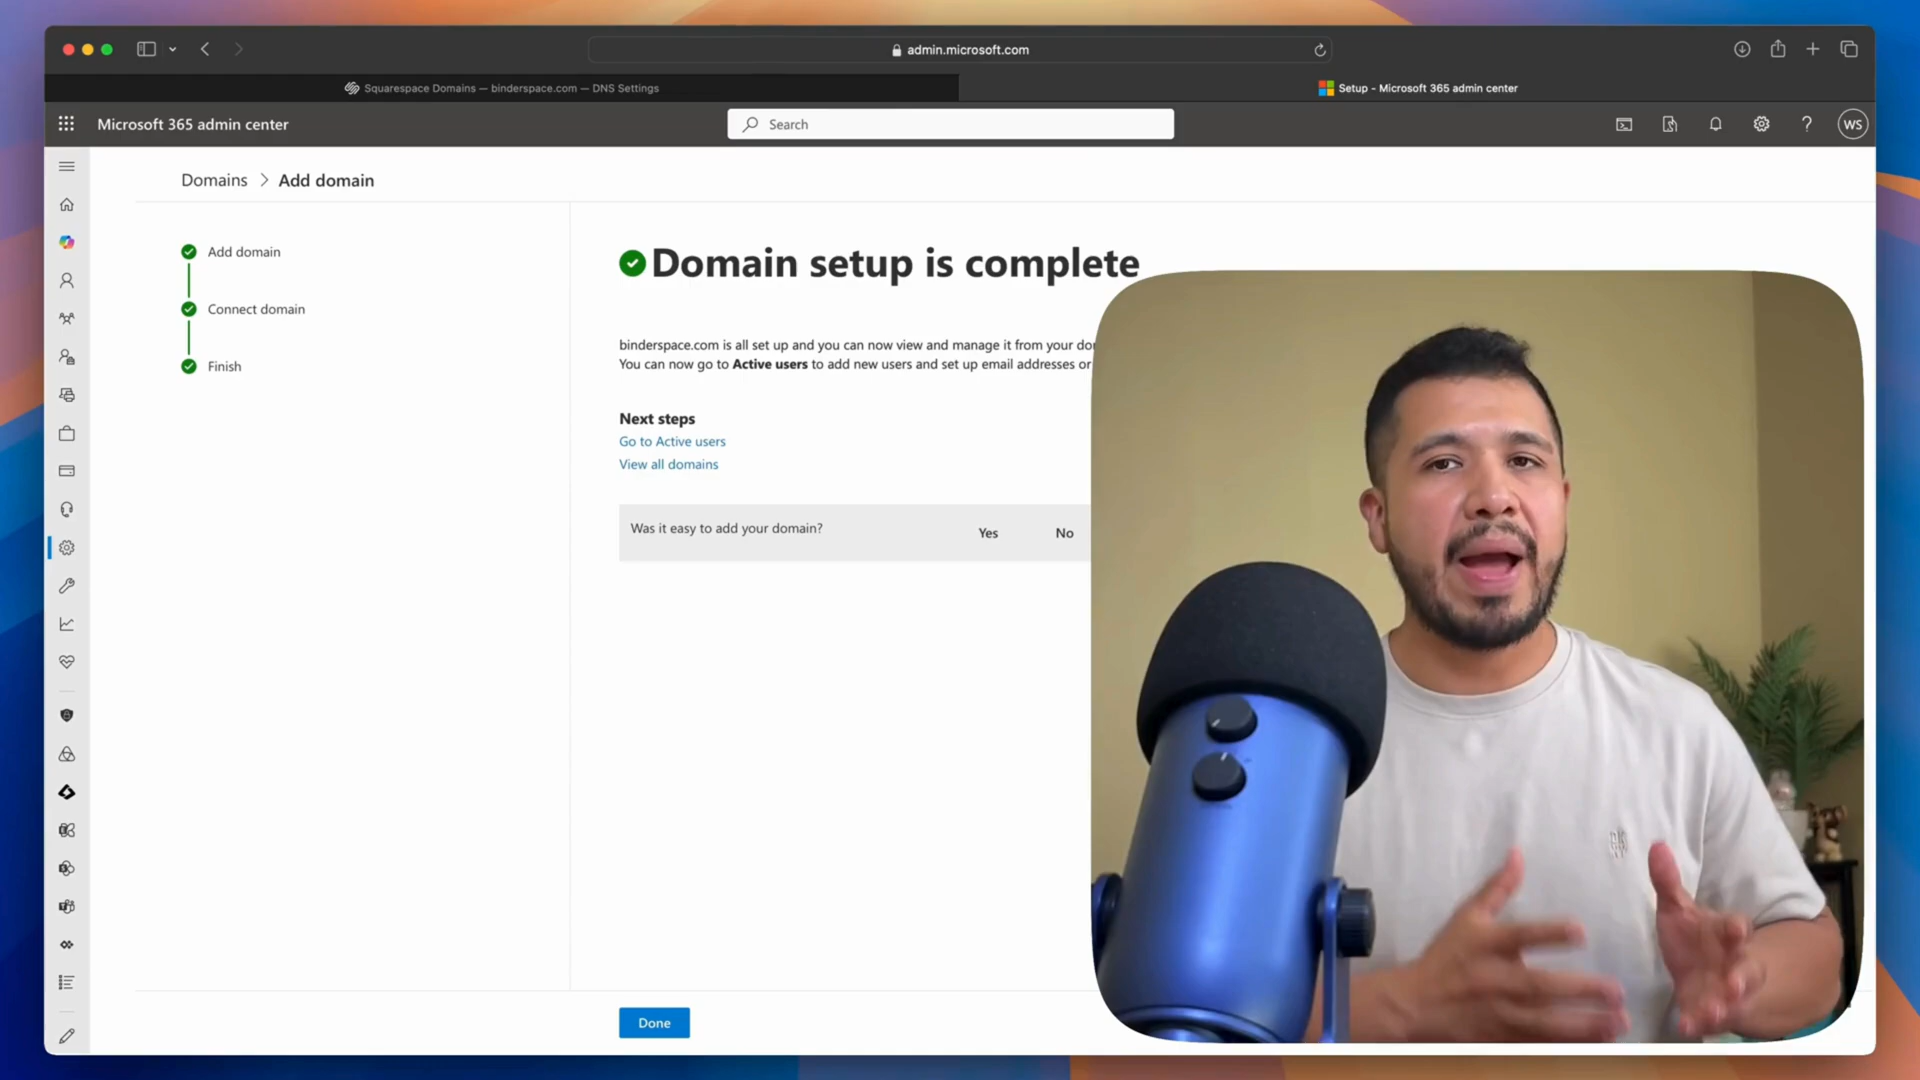 admin.microsoft.com
Squarespace Domains — binderspace.com — DNS Settings
Setup - Microsoft 365 admin center
Microsoft 365 admin center
Search
WS
Domains > Add domain
Add domain
Connect domain
Finish
Domain setup is complete
binderspace.com is all set up and you can now view and manage it from your
You can now go to Active users to add new users and set up email addresses or
Next steps
Go to Active users
View all domains
Was it easy to add your domain?
Yes
No
Done